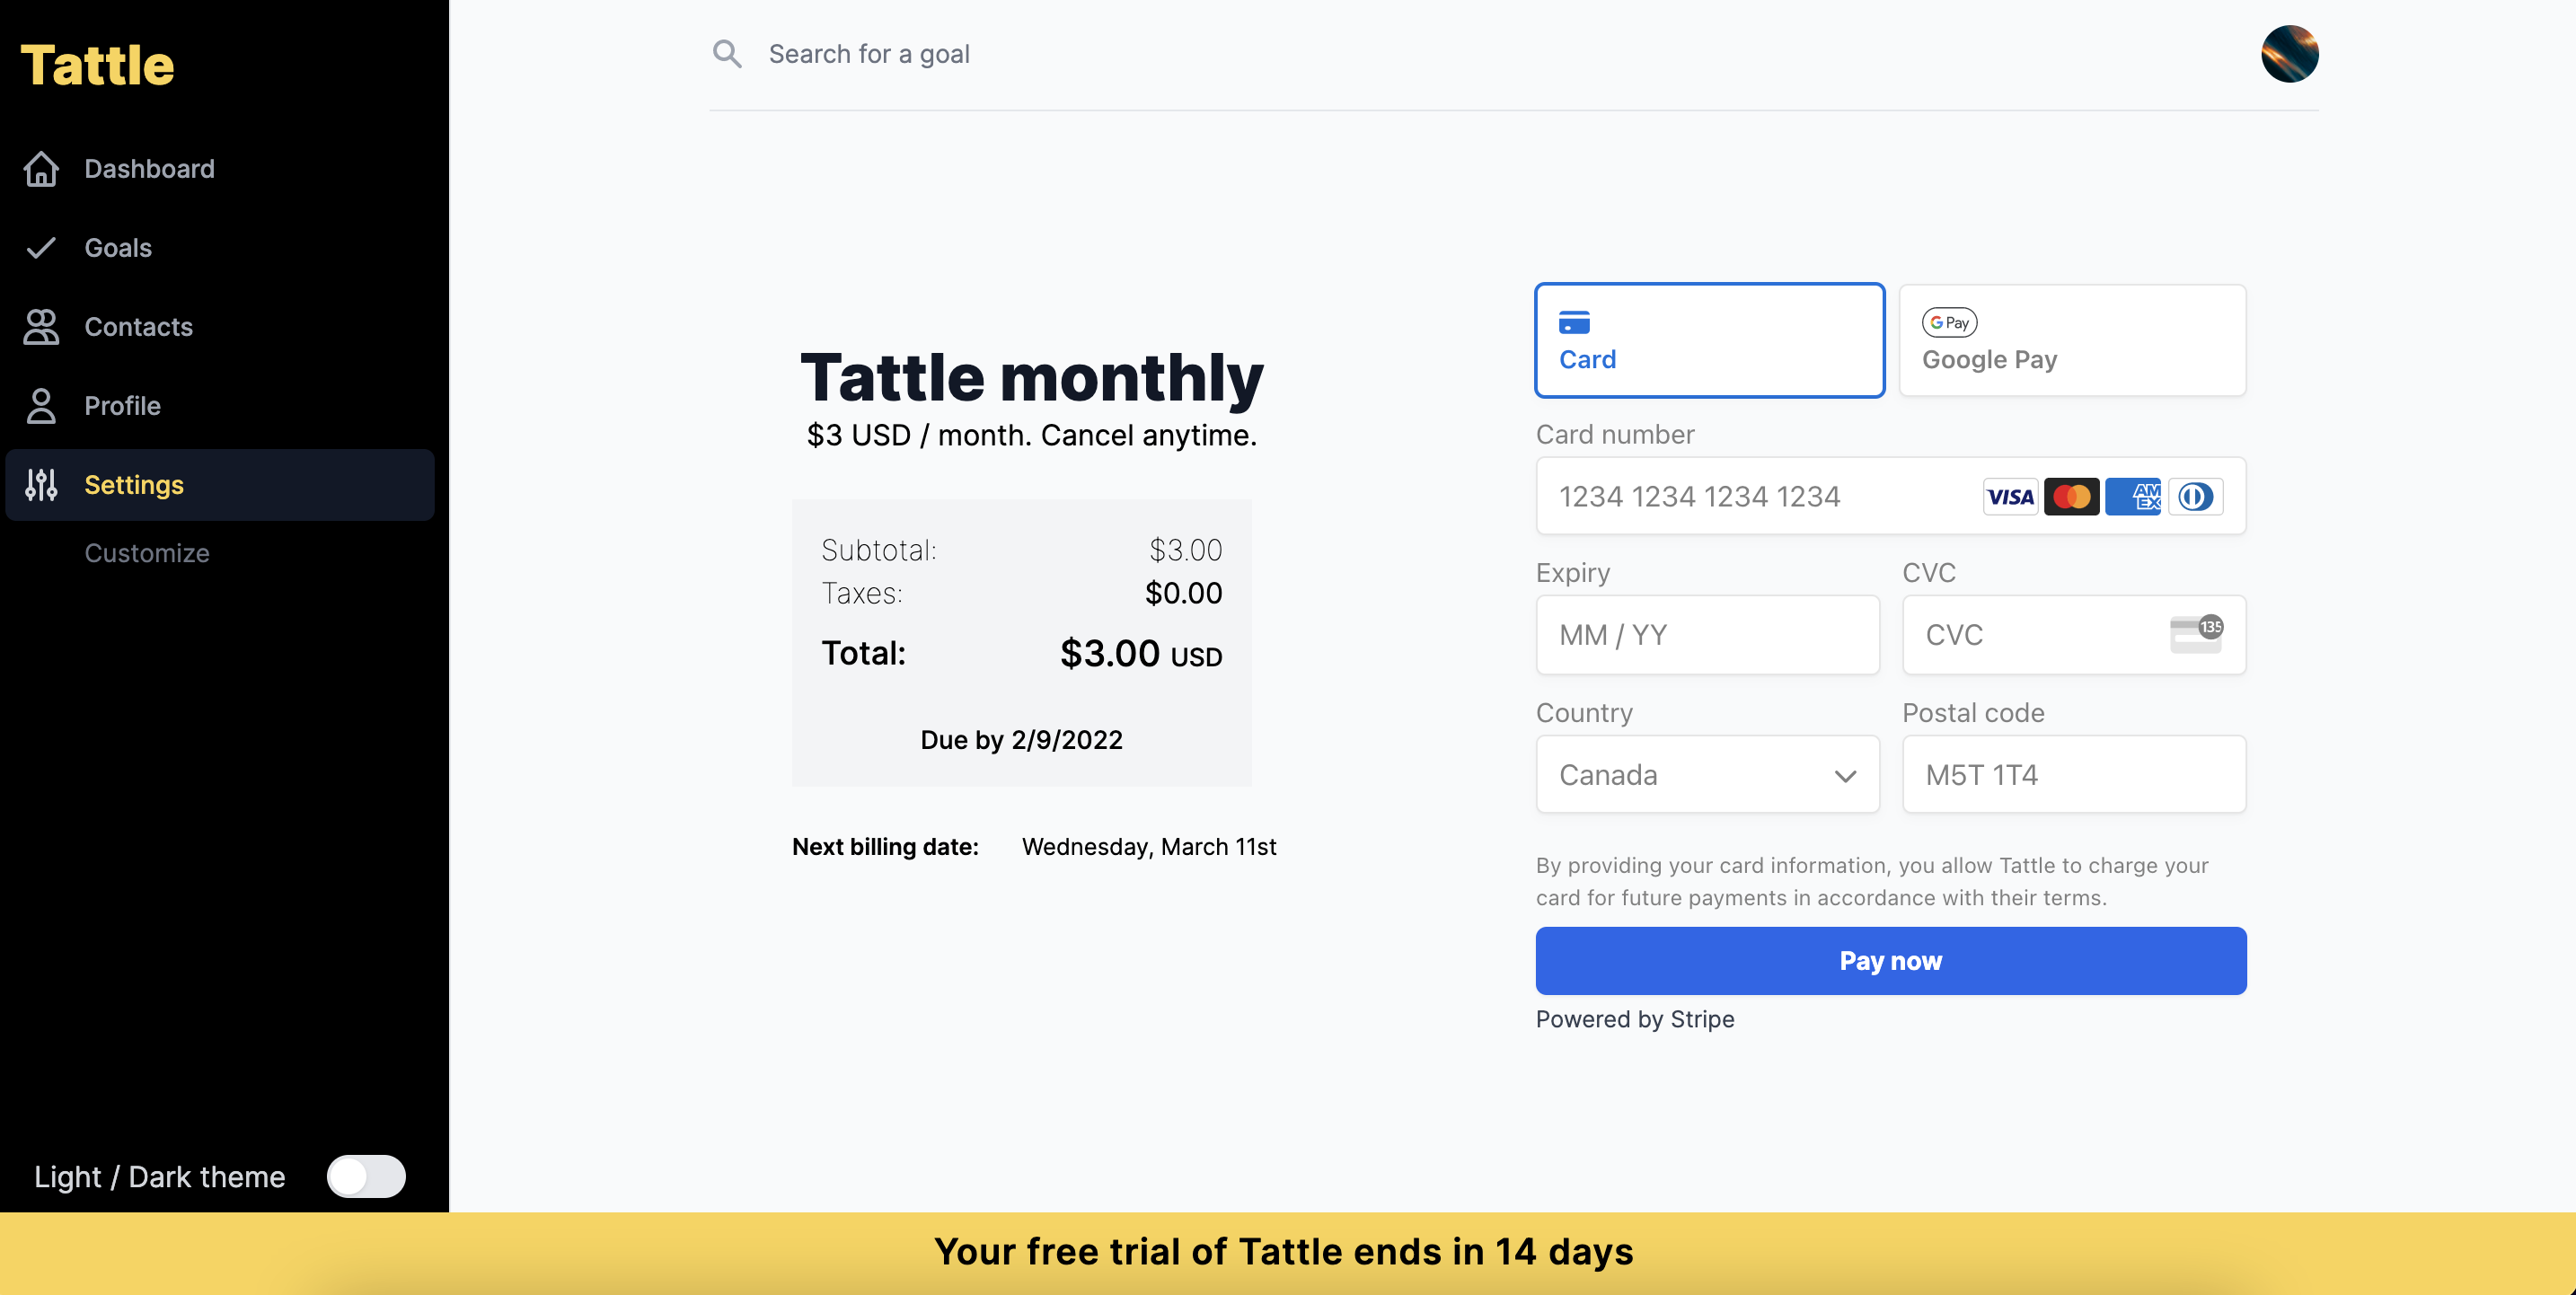 Tattle
Dashboard
Goals
Contacts
Profile
Settings
Customize
Light / Dark theme
Search for a goal
Tattle monthly
$3 USD / month. Cancel anytime.
Subtotal: $3.00
Taxes: $0.00
Total: $3.00 USD
Due by 2/9/2022
Next billing date: Wednesday, March 11st
G Pay
Card Google Pay
Card number
1234 1234 1234 1234 VISA AM EX
Expiry CVC
MM / YY CVC 135
Country Postal code
Canada M5T 1T4
By providing your card information, you allow Tattle to charge your
card for future payments in accordance with their terms.
Pay now
Powered by Stripe
Your free trial of Tattle ends in 14 days